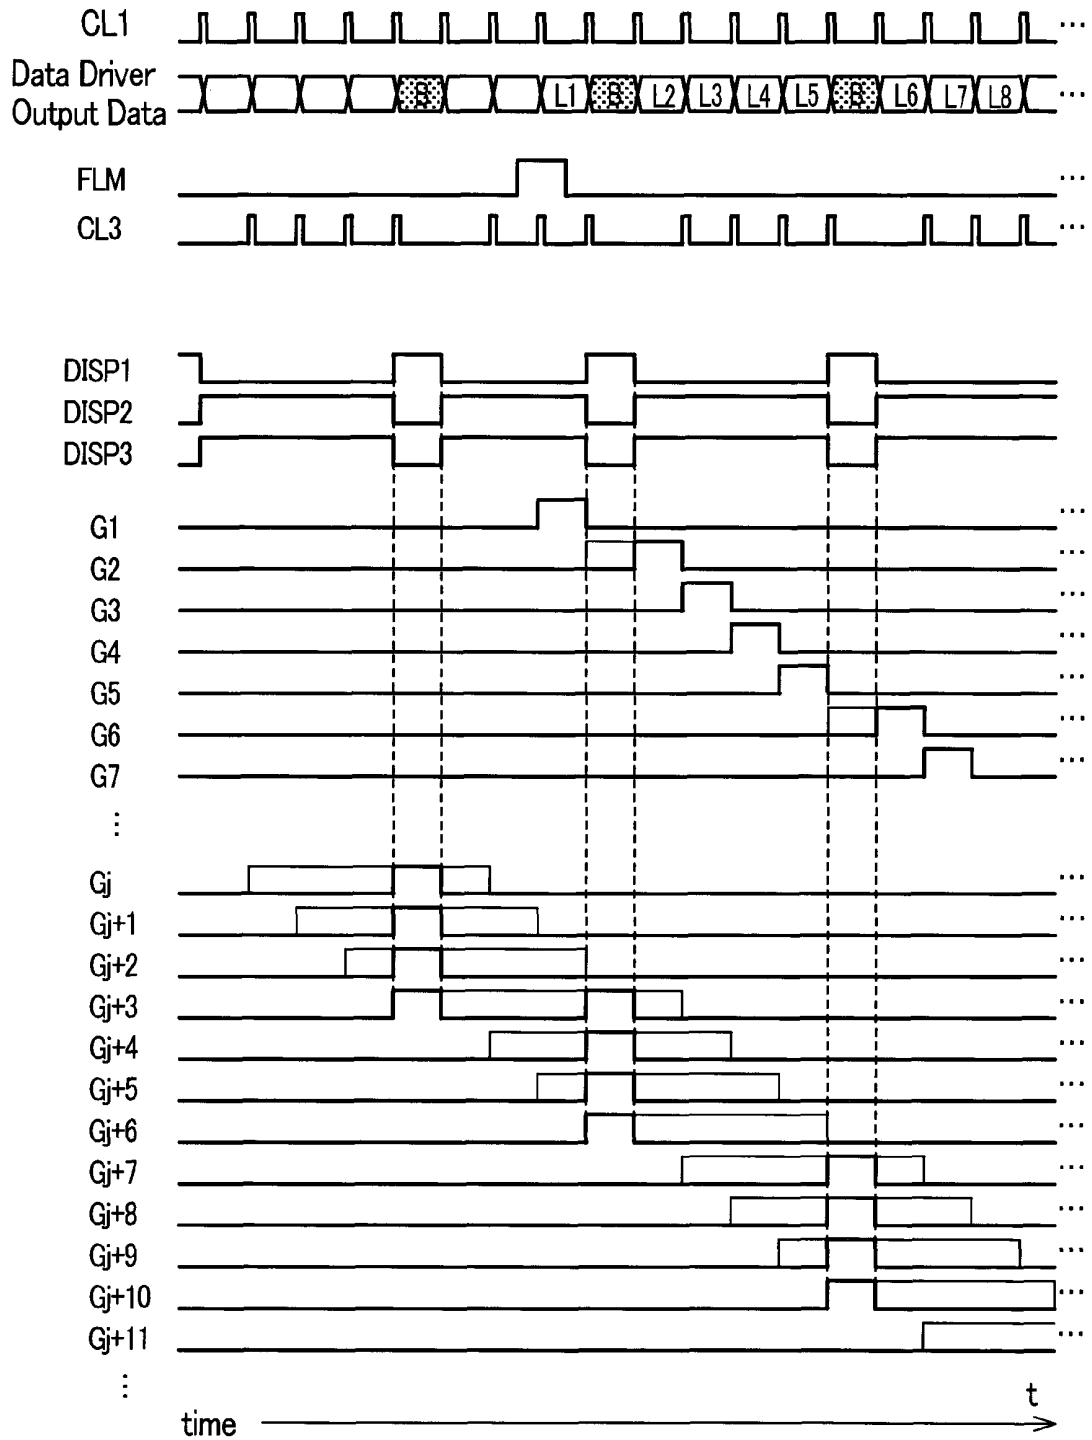 CL1 ...
Data Driver
Output Data
B L1 B L2 L3 L4 L5 B L6 L7 L8 ...
FLM ...
CL3 ...
DISP1
DISP2
DISP3
G1 ...
G2 ...
G3 ...
G4 ...
G5 ...
G6 ...
G7 ...
⋮
Gj ...
Gj+1 ...
Gj+2 ...
Gj+3 ...
Gj+4 ...
Gj+5 ...
Gj+6 ...
Gj+7 ...
Gj+8 ...
Gj+9 ...
Gj+10 ...
Gj+11 ...
⋮
t
time